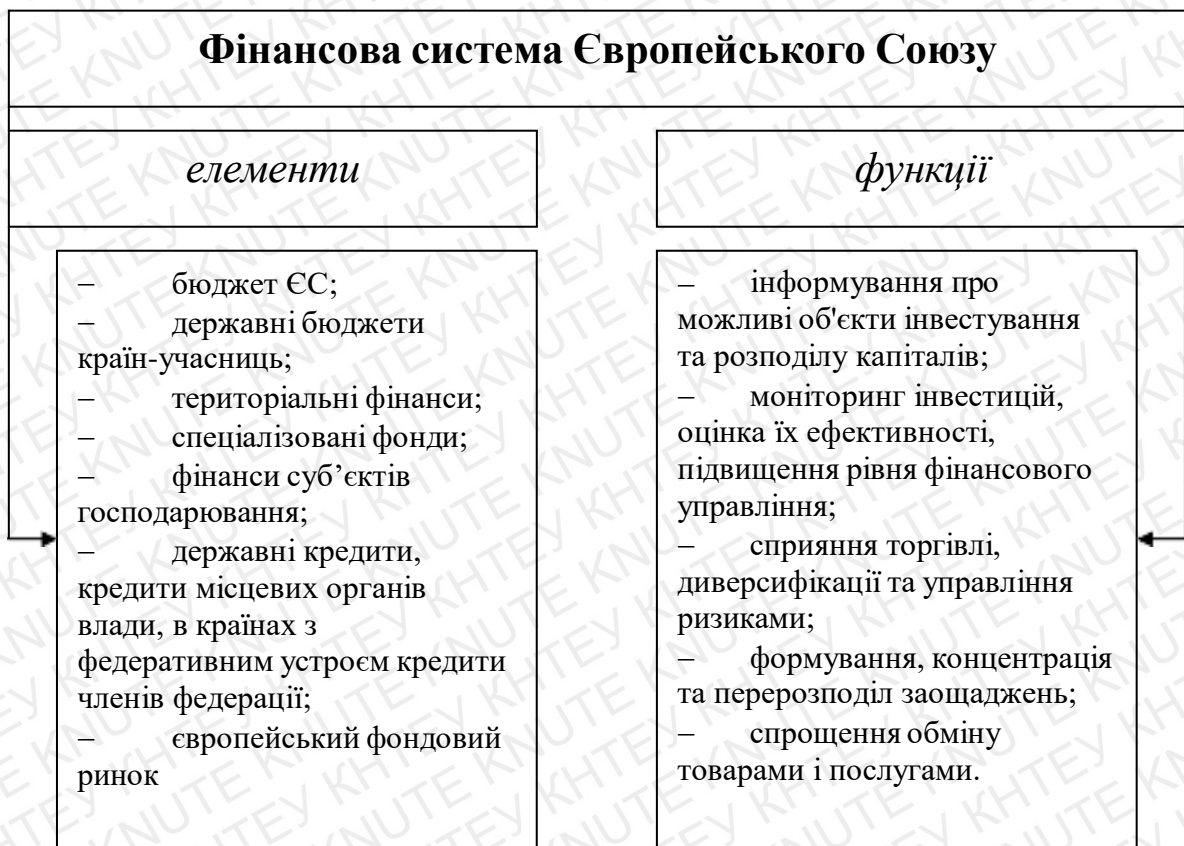 Фінансова система Європейського Союзу
елементи
– бюджет ЄС;
– державні бюджети
країн-учасниць;
– територіальні фінанси;
– спеціалізовані фонди;
– фінанси суб’єктів
господарювання;
– державні кредити,
кредити місцевих органів
влади, в країнах з
федеративним устроєм кредити
членів федерації;
– європейський фондовий
ринок
функції
– інформування про
можливі об'єкти інвестування
та розподілу капіталів;
– моніторинг інвестицій,
оцінка їх ефективності,
підвищення рівня фінансового
управління;
– сприяння торгівлі,
диверсифікації та управління
ризиками;
– формування, концентрація
та перерозподіл заощаджень;
– спрощення обміну
товарами і послугами.